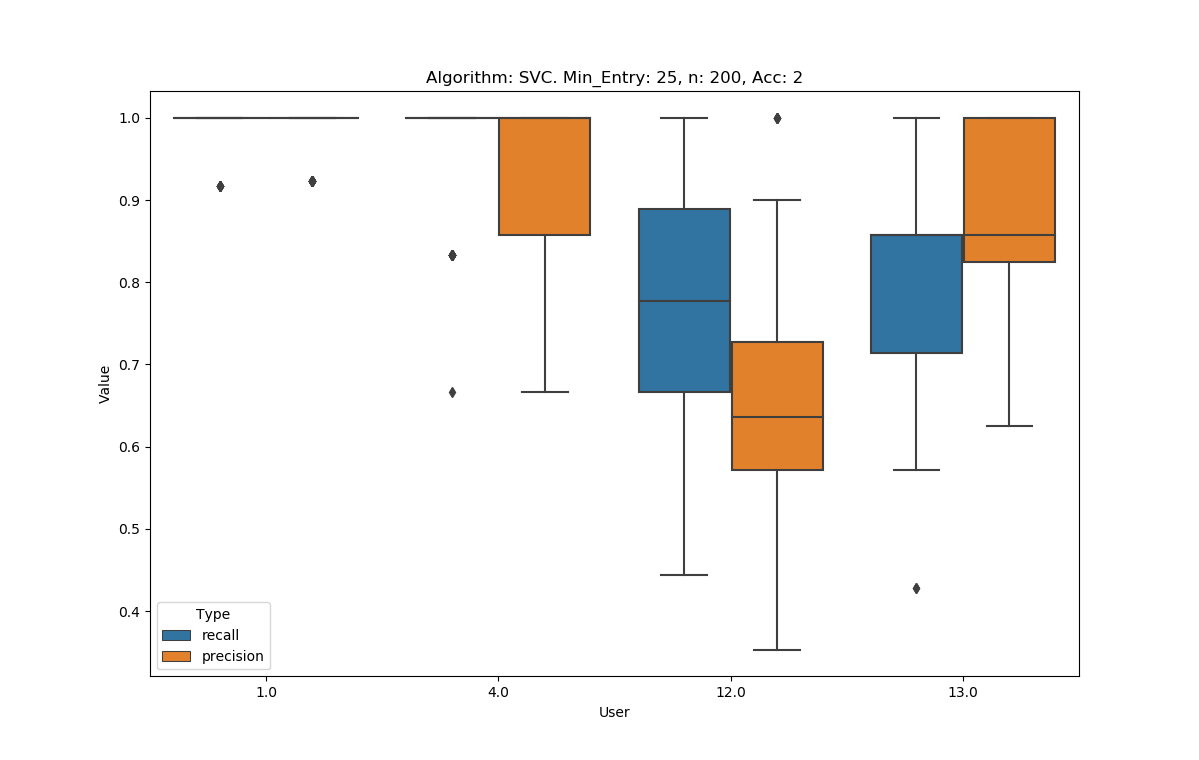 Algorithm: SVC. Min_Entry: 25, n: 200, Acc: 2
1.0
0.9
0.8
0.7
0.6
0.5
0.4
Value
Type
recall
precision
1.0
4.0
12.0
13.0
User